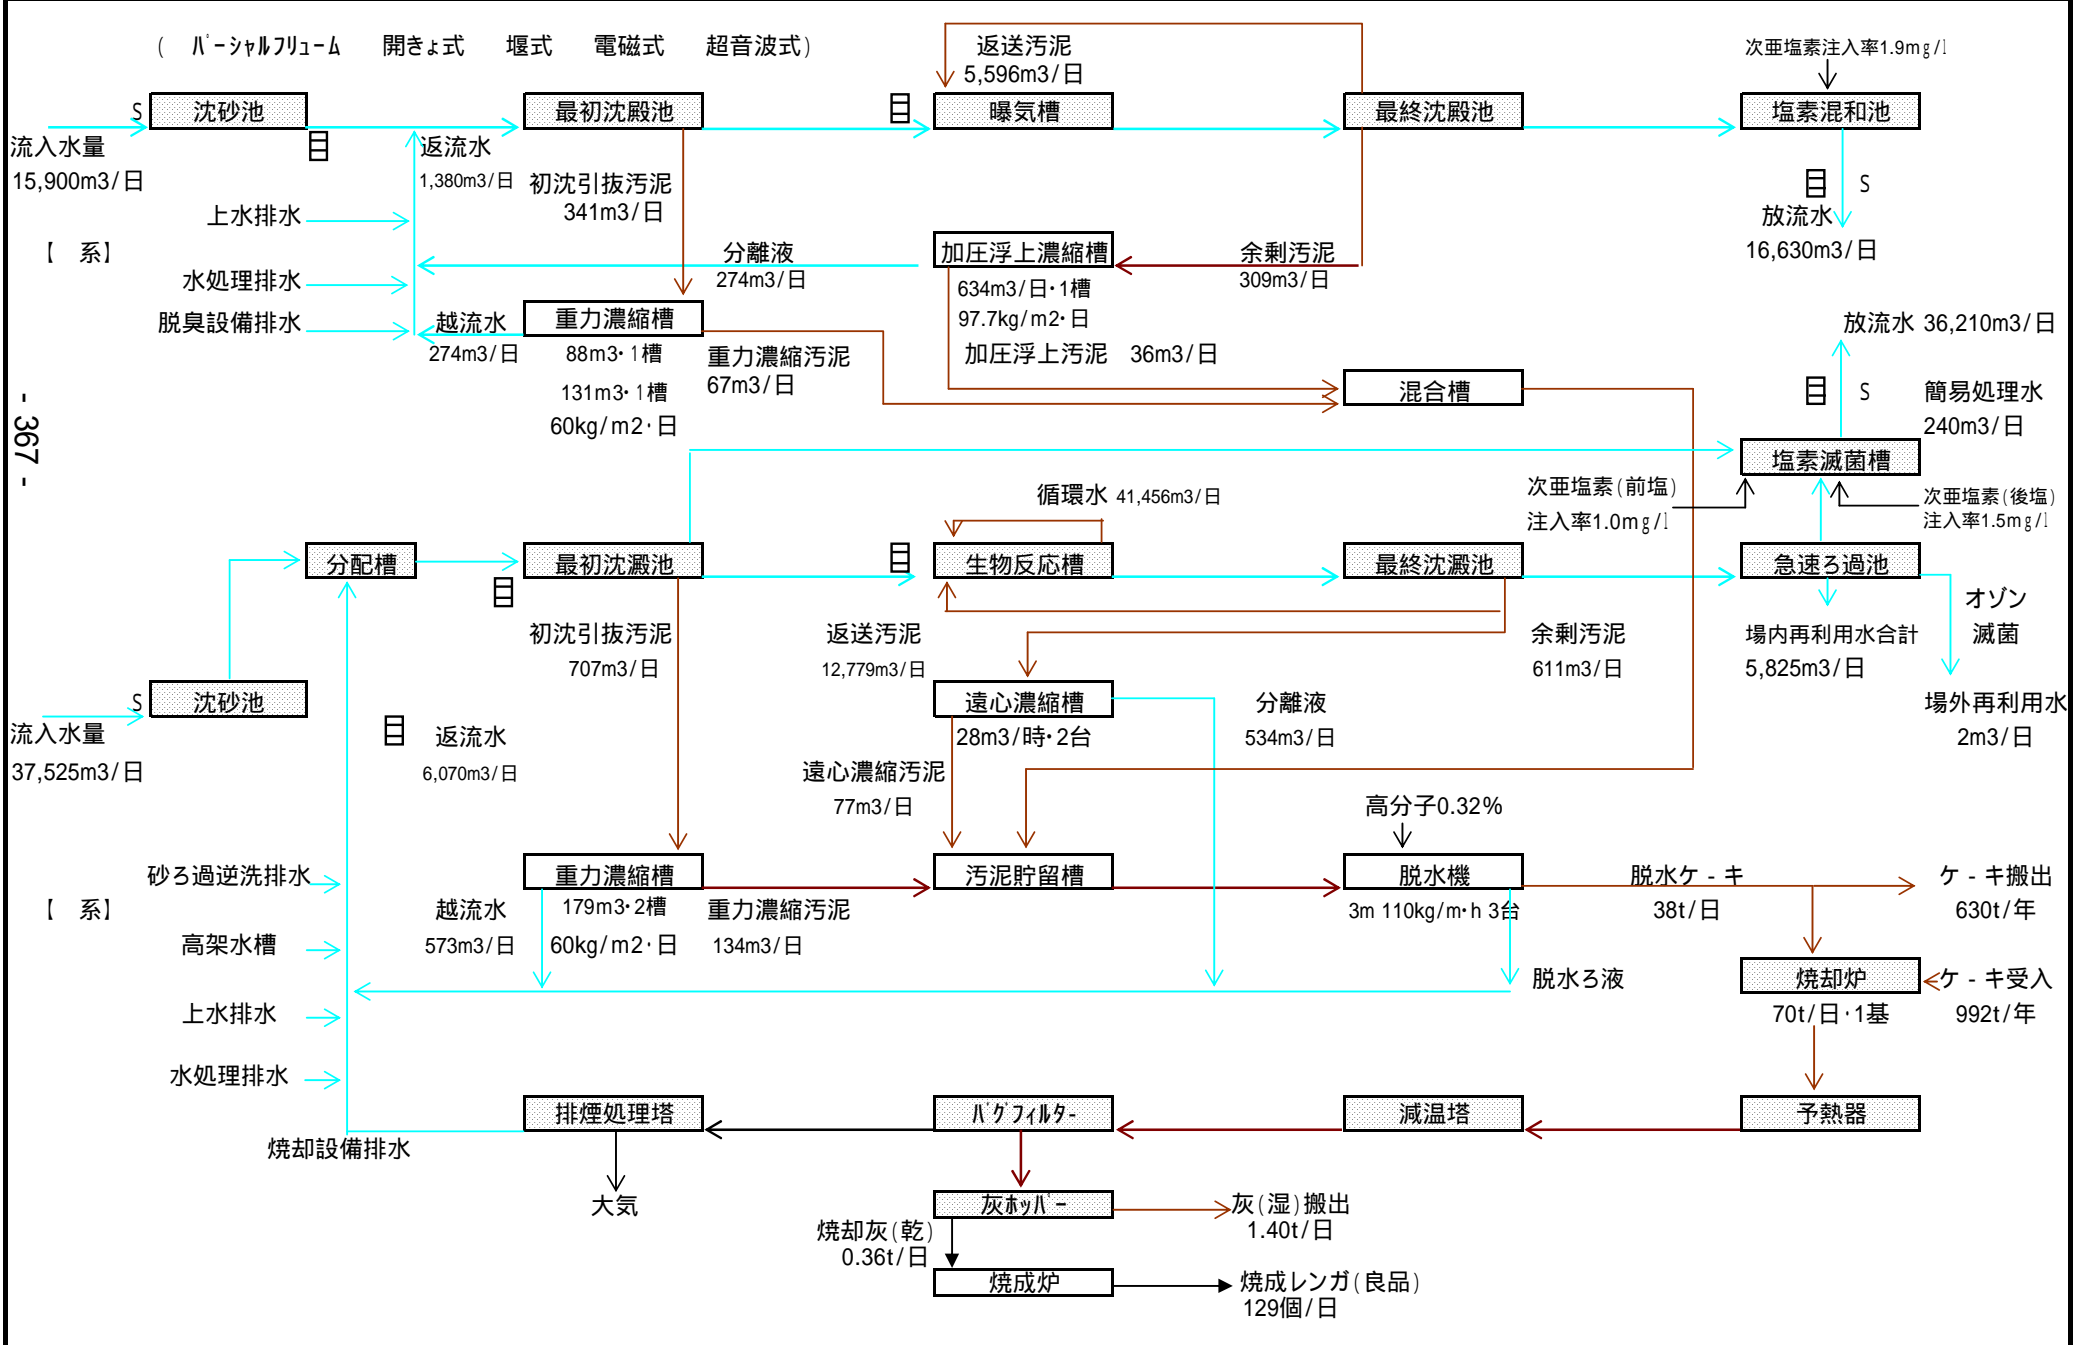 (　パーシャルフリューム　開きょ式　堰式　電磁式　超音波式)
返送汚泥
5,596m3/日
次亜塩素注入率1.9mg/l
S
沈砂池
最初沈殿池
日
曝気槽
最終沈殿池
塩素混和池
流入水量
15,900m3/日
日
返流水
1,380m3/日
初沈引抜汚泥
341m3/日
日 S
放流水
16,630m3/日
上水排水
【　系】
分離液
274m3/日
加圧浮上濃縮槽
余剰汚泥
309m3/日
水処理排水
634m3/日・1槽
97.7kg/m2・日
脱臭設備排水
越流水
274m3/日
重力濃縮槽
88m3・1槽
131m3・1槽
60kg/m2・日
重力濃縮汚泥
67m3/日
加圧浮上汚泥　36m3/日
混合槽
放流水 36,210m3/日
日 S
簡易処理水
240m3/日
- 367 -
塩素滅菌槽
循環水 41,456m3/日
次亜塩素(前塩)
注入率1.0mg/l
次亜塩素(後塩)
注入率1.5mg/l
分配槽
日
最初沈澱池
日
生物反応槽
最終沈澱池
急速ろ過池
オゾン
滅菌
初沈引抜汚泥
707m3/日
返送汚泥
12,779m3/日
余剰汚泥
611m3/日
場内再利用水合計
5,825m3/日
S
沈砂池
流入水量
37,525m3/日
日
返流水
6,070m3/日
遠心濃縮槽
28m3/時・2台
分離液
534m3/日
場外再利用水
2m3/日
遠心濃縮汚泥
77m3/日
高分子0.32%
砂ろ過逆洗排水
重力濃縮槽
汚泥貯留槽
脱水機
脱水ケ-キ
38t/日
ケ-キ搬出
630t/年
【　系】
越流水
573m3/日
179m3・2槽
60kg/m2・日
重力濃縮汚泥
134m3/日
3m 110kg/m・h 3台
高架水槽
脱水ろ液
焼却炉
70t/日・1基
ケ-キ受入
992t/年
上水排水
水処理排水
排煙処理塔
バグフィルター
減温塔
予熱器
焼却設備排水
大気
灰ホッパー
灰(湿)搬出
1.40t/日
焼却灰(乾)
0.36t/日
焼成炉
焼成レンガ(良品)
129個/日